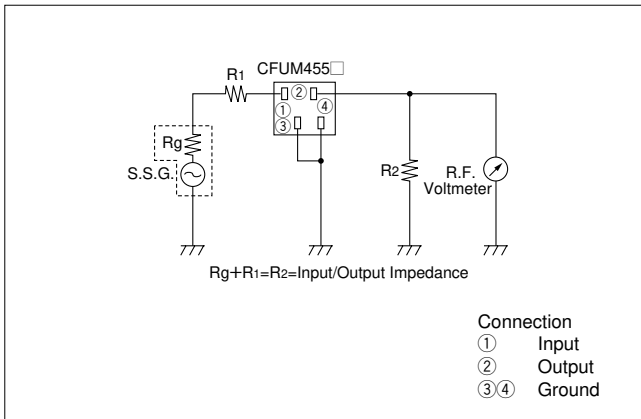 CFUM455□
R1
②
①
④
③
Rg
S.S.G.
R2
R.F.
Voltmeter
Rg+R1=R2=Input/Output Impedance
Connection
① Input
② Output
③④ Ground